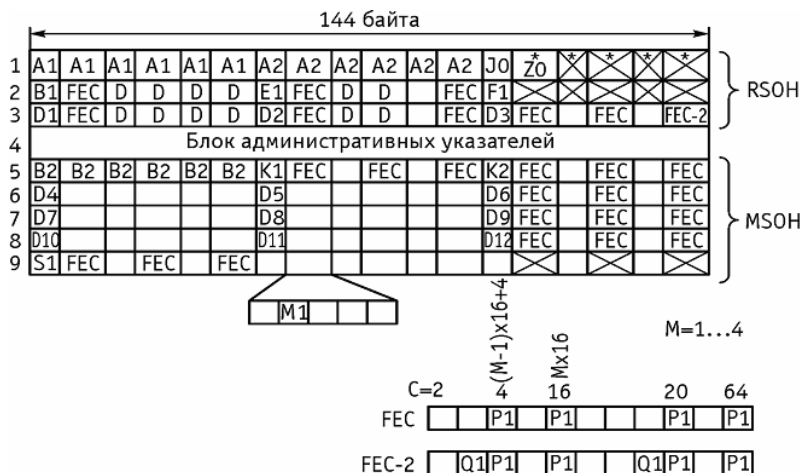 144 байта
1 A1 A1 A1 A1 A1 A1 A2 A2 A2 A2 A2 A2 J0 * Z0 * * * *
2 B1 FEC D D D D E1 FEC D D FEC F1
RSOH
3 D1 FEC D D D D D2 FEC D D FEC D3 FEC FEC FEC-2
4 Блок административных указателей
5 B2 B2 B2 B2 B2 B2 K1 FEC FEC FEC K2 FEC FEC FEC
6 D4 D5 D6 FEC FEC FEC
7 D7 D8 D9 FEC FEC FEC
MSOH
8 D10 D11 D12 FEC FEC FEC
9 S1 FEC FEC FEC
M1
(M-1)x16+4
Mx16
M=1...4
C=2 4 16 20 64
FEC P1 P1 P1 P1
FEC-2 Q1 P1 P1 Q1 P1 P1